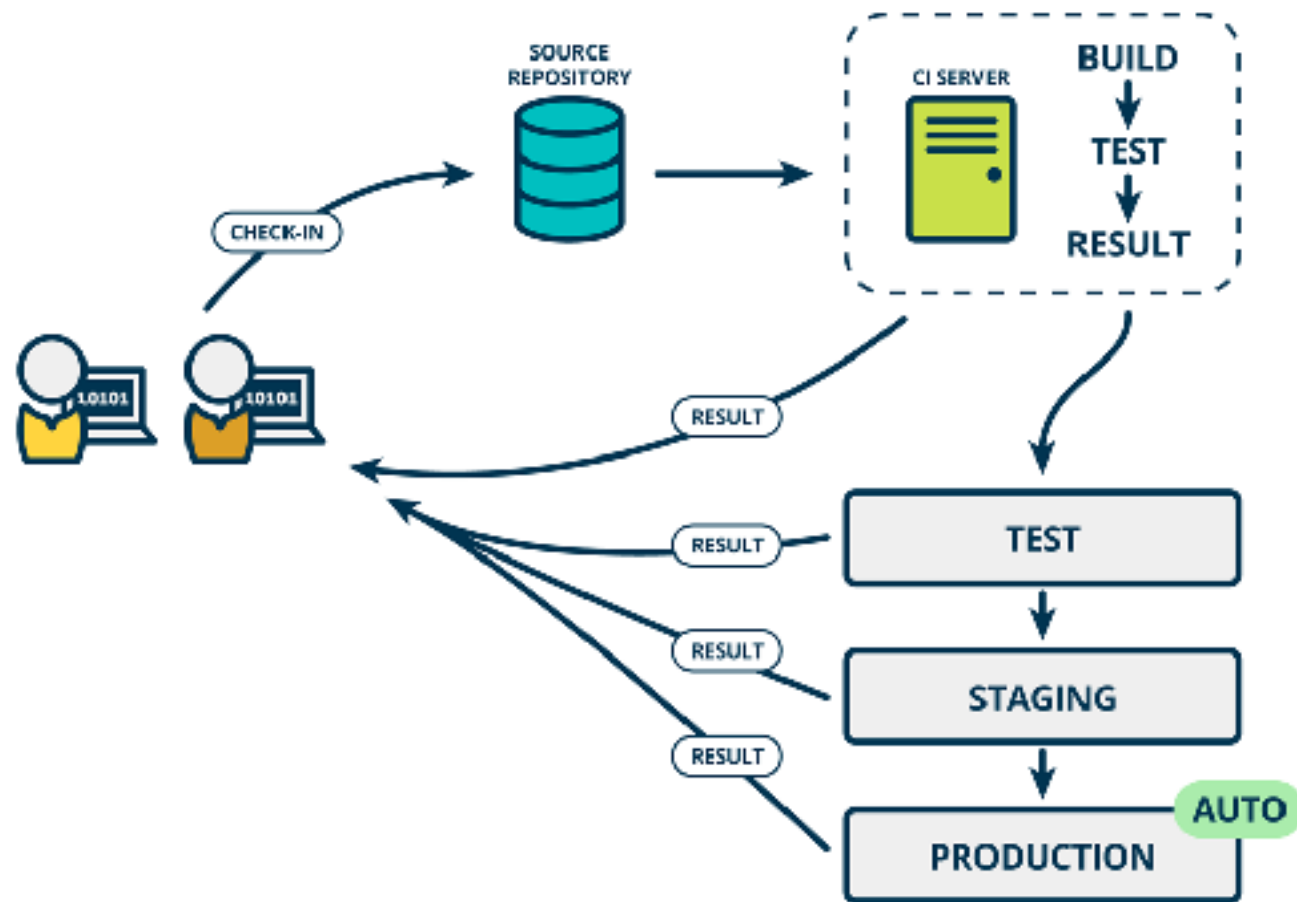 SOURCE
REPOSITORY
CI SERVER
BUILD
TEST
RESULT
CHECK-IN
10101
10101
RESULT
RESULT
TEST
RESULT
STAGING
RESULT
AUTO
PRODUCTION